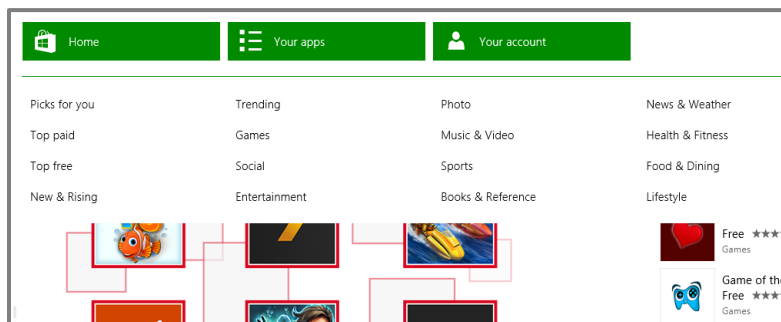 Home Your apps Your account
Picks for you Trending Photo News & Weather
Top paid Games Music & Video Health & Fitness
Top free Social Sports Food & Dining
New & Rising Entertainment Books & Reference Lifestyle
Free
Games
Game of the
Free
Games